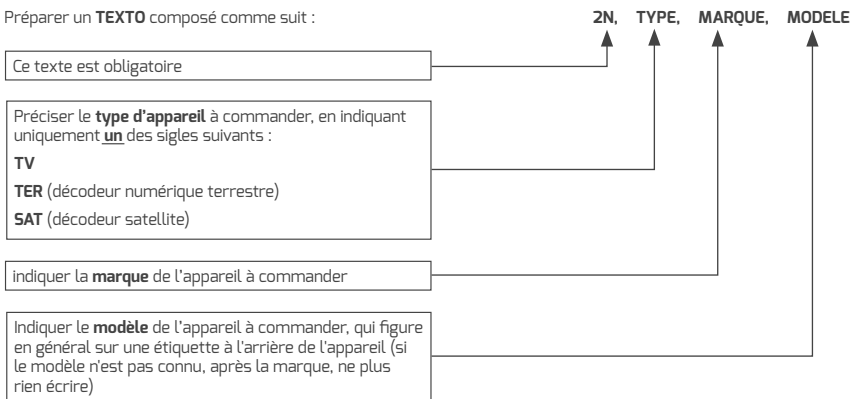 Préparer un TEXTO composé comme suit :
2N, TYPE, MARQUE, MODELE
Ce texte est obligatoire
Préciser le type d'appareil à commander, en indiquant
uniquement un des sigles suivants :
TV
TER (décodeur numérique terrestre)
SAT (décodeur satellite)
indiquer la marque de l'appareil à commander
Indiquer le modèle de l'appareil à commander, qui figure
en général sur une étiquette à l'arrière de l'appareil (si
le modèle n'est pas connu, après la marque, ne plus
rien écrire)